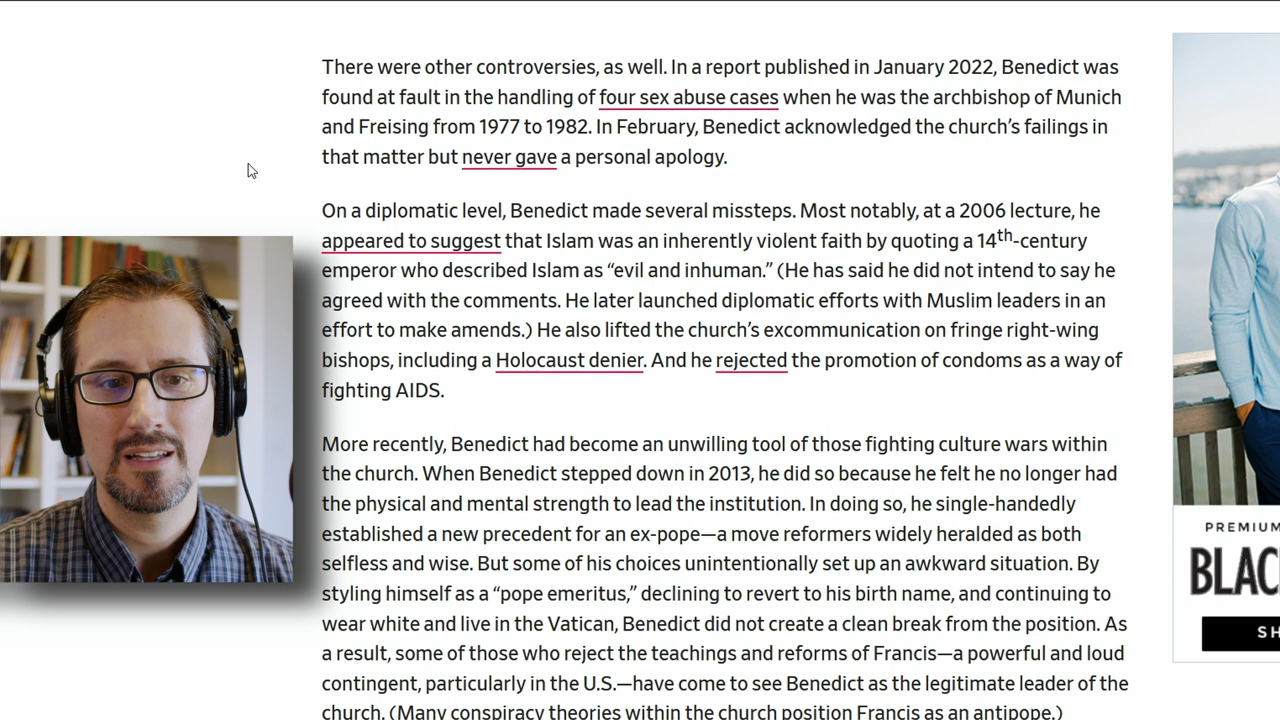 There were other controversies, as well. In a report published in January 2022, Benedict was
found at fault in the handling of four sex abuse cases when he was the archbishop of Munich
and Freising from 1977 to 1982. In February, Benedict acknowledged the church’s failings in
that matter but never gave a personal apology.
On a diplomatic level, Benedict made several missteps. Most notably, at a 2006 lecture, he
appeared to suggest that Islam was an inherently violent faith by quoting a 14th-century
emperor who described Islam as “evil and inhuman.” (He has said he did not intend to say he
agreed with the comments. He later launched diplomatic efforts with Muslim leaders in an
effort to make amends.) He also lifted the church’s excommunication on fringe right-wing
bishops, including a Holocaust denier. And he rejected the promotion of condoms as a way of
fighting AIDS.
More recently, Benedict had become an unwilling tool of those fighting culture wars within
the church. When Benedict stepped down in 2013, he did so because he felt he no longer had
the physical and mental strength to lead the institution. In doing so, he single-handedly
established a new precedent for an ex-pope—a move reformers widely heralded as both
selfless and wise. But some of his choices unintentionally set up an awkward situation. By
styling himself as a “pope emeritus,” declining to revert to his birth name, and continuing to
wear white and live in the Vatican, Benedict did not create a clean break from the position. As
a result, some of those who reject the teachings and reforms of Francis—a powerful and loud
contingent, particularly in the U.S.—have come to see Benedict as the legitimate leader of the
church. (Many conspiracy theories within the church position Francis as an antipope.)
PREMIUM
BLAC
SH